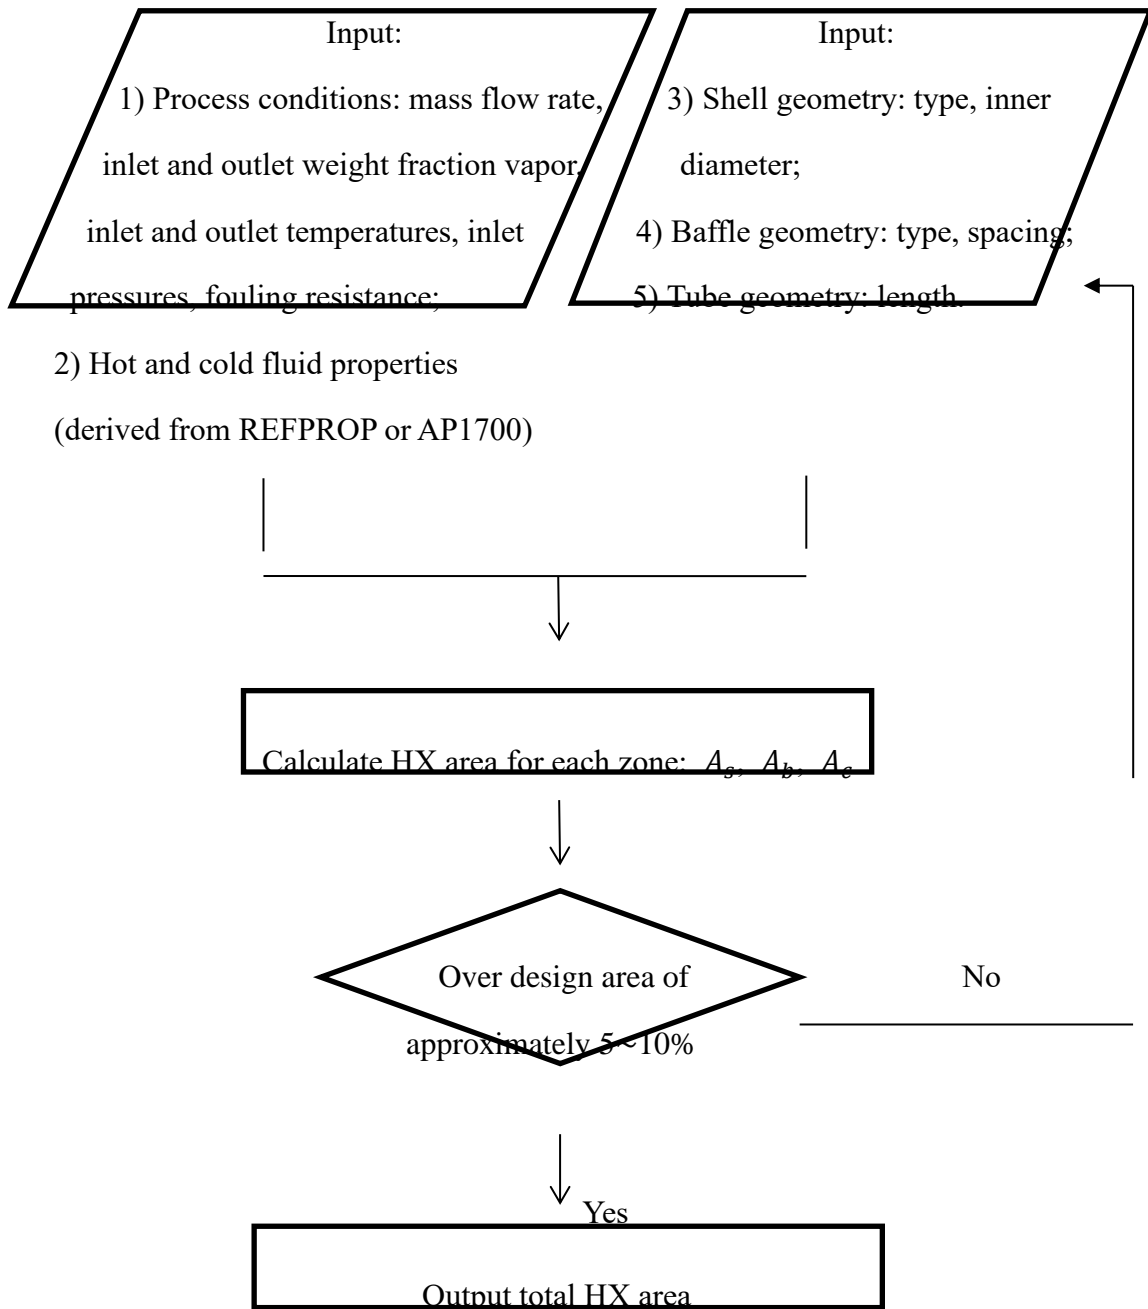 Input:
1) Process conditions: mass flow rate,
inlet and outlet weight fraction vapor,
inlet and outlet temperatures, inlet
pressures, fouling resistance;
2) Hot and cold fluid properties
(derived from REFPROP or AP1700)
Input:
3) Shell geometry: type, inner
diameter;
4) Baffle geometry: type, spacing;
5) Tube geometry: length.
Calculate HX area for each zone: A_s, A_b, A_c
Over design area of
approximately 5~10%
No
Yes
Output total HX area